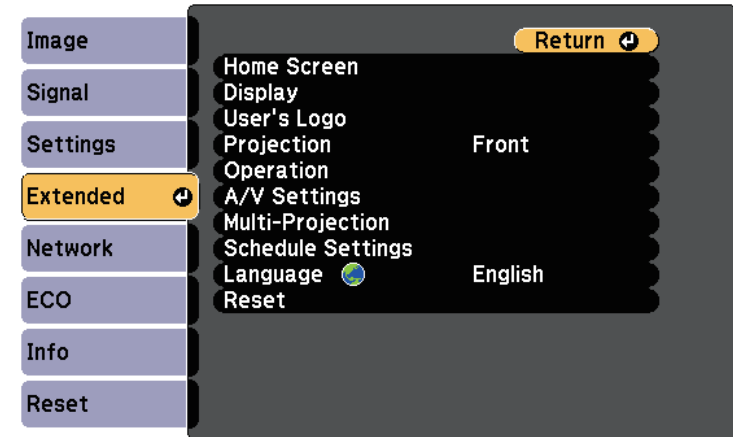 Image
Signal
Settings
Extended
Network
ECO
Info
Reset
Return
Home Screen
Display
User's Logo
Projection Front
Operation
A/V Settings
Multi-Projection
Schedule Settings
Language English
Reset